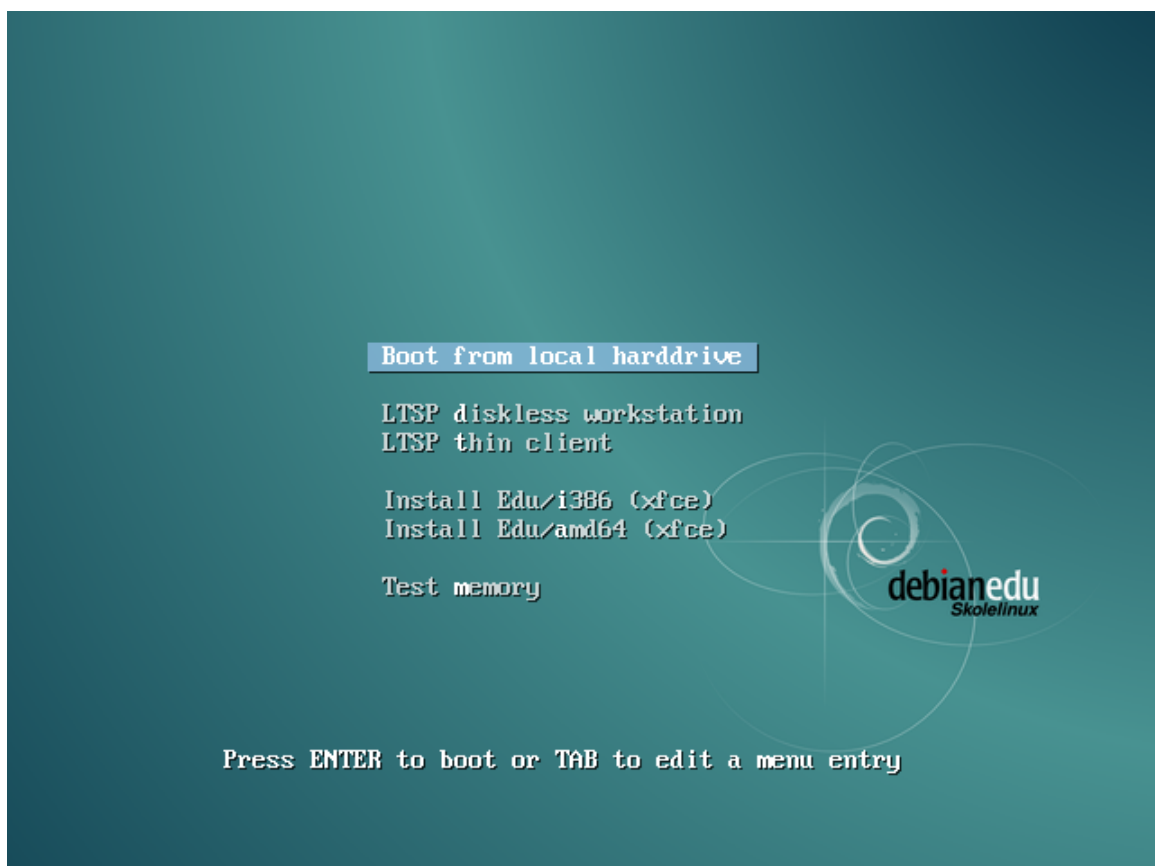 Boot from local harddrive
LTSP diskless workstation
LTSP thin client
Install Edu/i386 (xfce)
Install Edu/amd64 (xfce)
Test memory
debianedu
Skolelinux
Press ENTER to boot or TAB to edit a menu entry